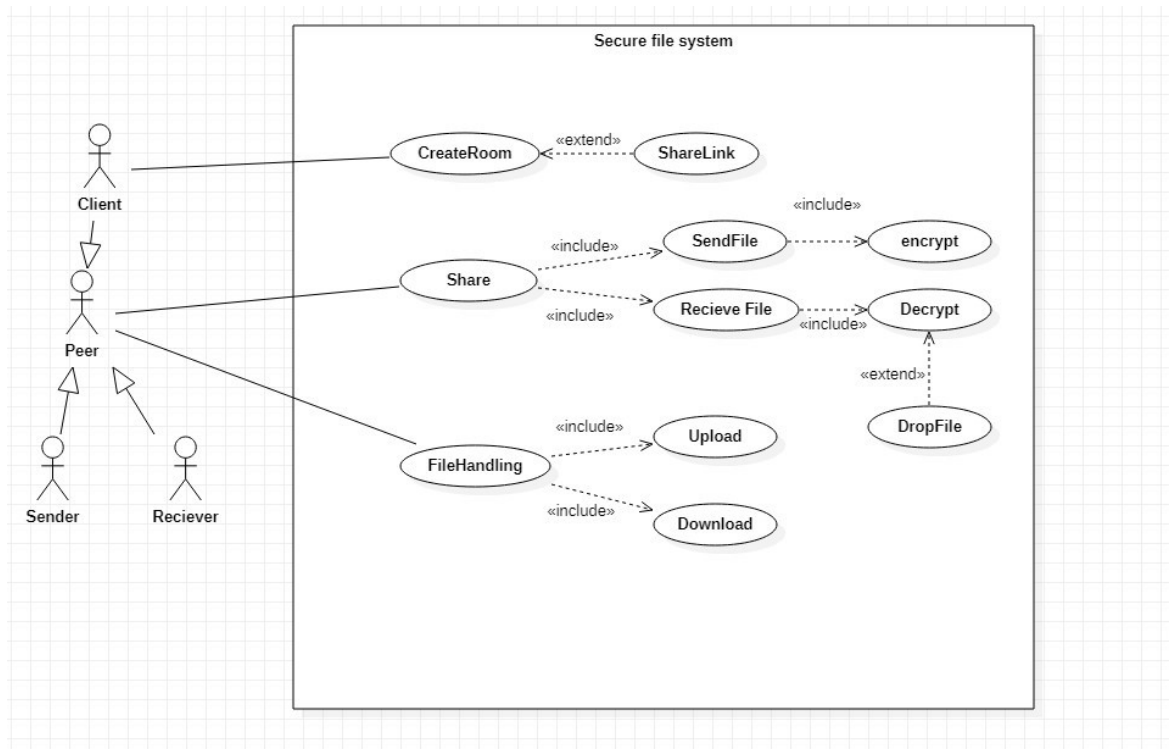 Secure file system
CreateRoom
«extend»
ShareLink
Client
«include»
SendFile
«include»
encrypt
Share
«include»
Recieve File
«include»
Decrypt
Peer
«extend»
DropFile
«include»
Upload
FileHandling
«include»
Download
Sender
Reciever